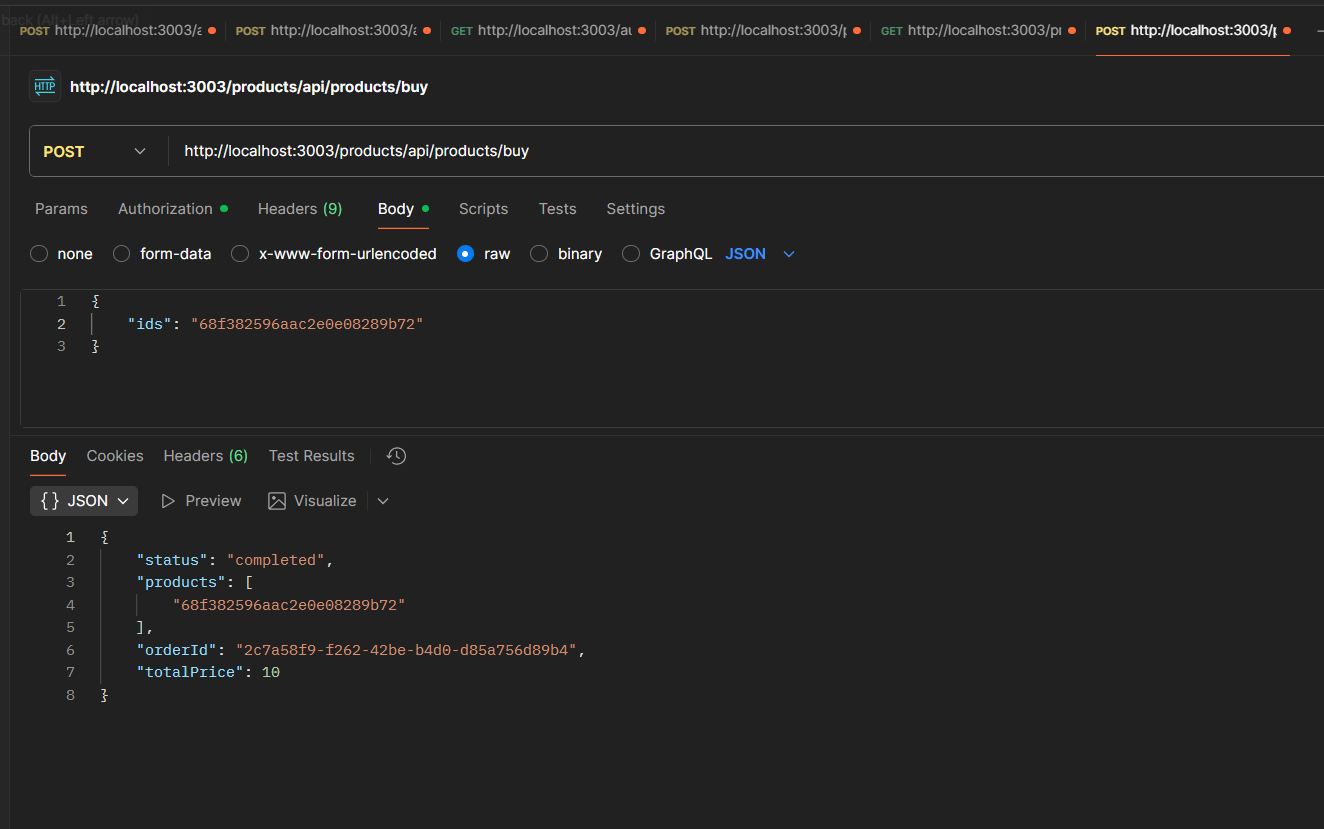 back (Alt+Left arrow)
POST http://localhost:3003/a POST http://localhost:3003/a GET http://localhost:3003/au POST http://localhost:3003/p GET http://localhost:3003/pr POST http://localhost:3003/p
HTTP http://localhost:3003/products/api/products/buy
POST http://localhost:3003/products/api/products/buy
Params Authorization Headers (9) Body Scripts Tests Settings
none form-data x-www-form-urlencoded raw binary GraphQL JSON
1 {
2 "ids": "68f382596aac2e0e08289b72"
3 }
Body Cookies Headers (6) Test Results
{} JSON Preview Visualize
1 {
2 "status": "completed",
3 "products": [
4 "68f382596aac2e0e08289b72"
5 ],
6 "orderId": "2c7a58f9-f262-42be-b4d0-d85a756d89b4",
7 "totalPrice": 10
8 }